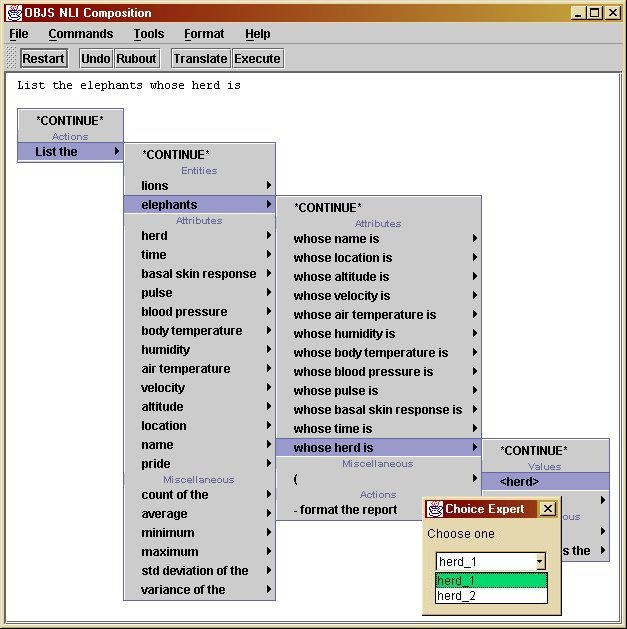 OBJS NLI Composition
File Commands Tools Format Help
Restart Undo Rubout Translate Execute
List the elephants whose herd is
*CONTINUE*
Actions
List the
*CONTINUE*
Entities
lions
elephants
Attributes
herd
time
basal skin response
pulse
blood pressure
body temperature
humidity
air temperature
velocity
altitude
location
name
pride
Miscellaneous
count of the
average
minimum
maximum
std deviation of the
variance of the
*CONTINUE*
Attributes
whose name is
whose location is
whose altitude is
whose velocity is
whose air temperature is
whose humidity is
whose body temperature is
whose blood pressure is
whose pulse is
whose basal skin response is
whose time is
whose herd is
Miscellaneous
(
Actions
- format the report
*CONTINUE*
Values
<herd>
s the
Choice Expert
Choose one
herd_1
herd_1
herd_2